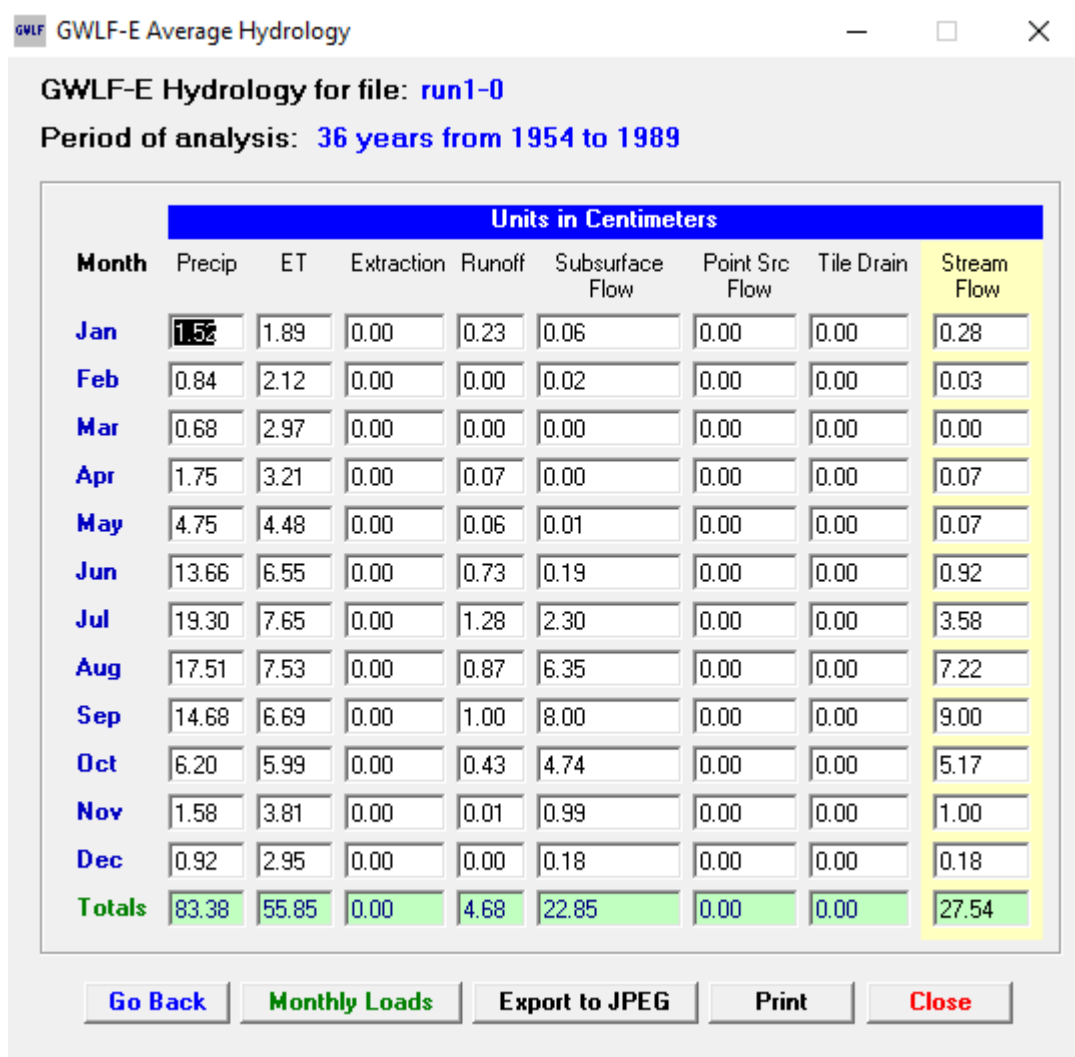 GWLF GWLF-E Average Hydrology
GWLF-E Hydrology for file: run1-0
Period of analysis: 36 years from 1954 to 1989
Units in Centimeters
Month Precip ET Extraction Runoff Subsurface Flow Point Src Flow Tile Drain Stream Flow
Jan 1.52 1.89 0.00 0.23 0.06 0.00 0.00 0.28
Feb 0.84 2.12 0.00 0.00 0.02 0.00 0.00 0.03
Mar 0.68 2.97 0.00 0.00 0.00 0.00 0.00 0.00
Apr 1.75 3.21 0.00 0.07 0.00 0.00 0.00 0.07
May 4.75 4.48 0.00 0.06 0.01 0.00 0.00 0.07
Jun 13.66 6.55 0.00 0.73 0.19 0.00 0.00 0.92
Jul 19.30 7.65 0.00 1.28 2.30 0.00 0.00 3.58
Aug 17.51 7.53 0.00 0.87 6.35 0.00 0.00 7.22
Sep 14.68 6.69 0.00 1.00 8.00 0.00 0.00 9.00
Oct 6.20 5.99 0.00 0.43 4.74 0.00 0.00 5.17
Nov 1.58 3.81 0.00 0.01 0.99 0.00 0.00 1.00
Dec 0.92 2.95 0.00 0.00 0.18 0.00 0.00 0.18
Totals 83.38 55.85 0.00 4.68 22.85 0.00 0.00 27.54
Go Back Monthly Loads Export to JPEG Print Close